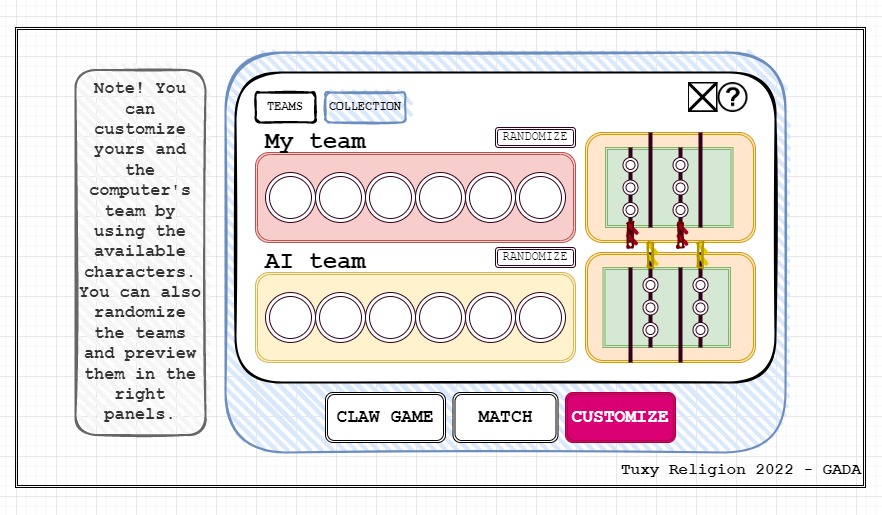 Note! You
can
customize
yours and
the
computer's
team by
using the
available
characters.
You can also
randomize
the teams
and preview
them in the
right
panels.
TEAMS
COLLECTION
?
My team
RANDOMIZE
AI team
RANDOMIZE
CLAW GAME
MATCH
CUSTOMIZE
Tuxy Religion 2022 - GADA